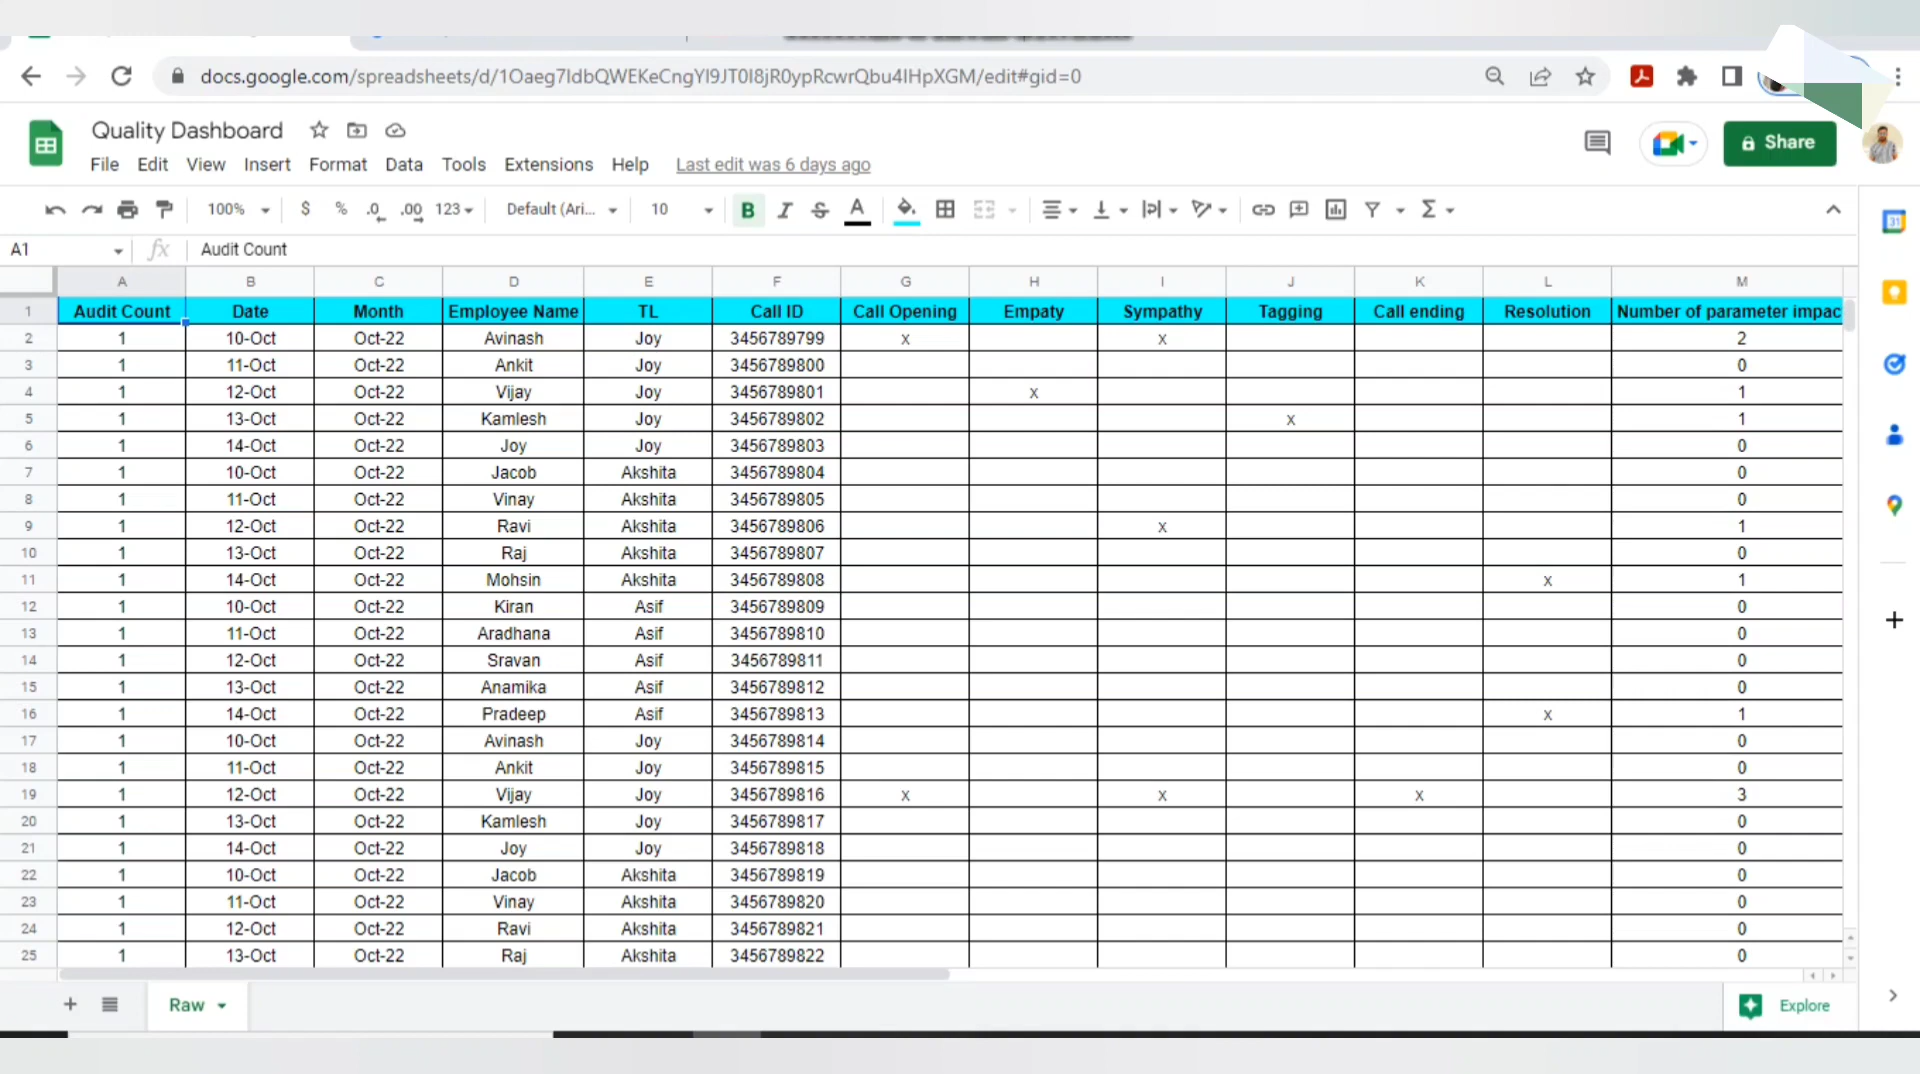 docs.google.com/spreadsheets/d/1Oaeg7IdbQWEKeCngYI9JT0I8jR0ypRcwrQbu4IHpXGM/edit#gid=0
Quality Dashboard
File Edit View Insert Format Data Tools Extensions Help Last edit was 6 days ago
Share
100% $ % .0 .00 123 Default (Ari... 10 B I S A Σ
31
A1 fx Audit Count
A B C D E F G H I J K L M
1 Audit Count Date Month Employee Name TL Call ID Call Opening Empaty Sympathy Tagging Call ending Resolution Number of parameter impac
2 1 10-Oct Oct-22 Avinash Joy 3456789799 x x 2
3 1 11-Oct Oct-22 Ankit Joy 3456789800 0
4 1 12-Oct Oct-22 Vijay Joy 3456789801 x 1
5 1 13-Oct Oct-22 Kamlesh Joy 3456789802 x 1
6 1 14-Oct Oct-22 Joy Joy 3456789803 0
7 1 10-Oct Oct-22 Jacob Akshita 3456789804 0
8 1 11-Oct Oct-22 Vinay Akshita 3456789805 0
9 1 12-Oct Oct-22 Ravi Akshita 3456789806 x 1
10 1 13-Oct Oct-22 Raj Akshita 3456789807 0
11 1 14-Oct Oct-22 Mohsin Akshita 3456789808 x 1
12 1 10-Oct Oct-22 Kiran Asif 3456789809 0
13 1 11-Oct Oct-22 Aradhana Asif 3456789810 0
14 1 12-Oct Oct-22 Sravan Asif 3456789811 0
15 1 13-Oct Oct-22 Anamika Asif 3456789812 0
16 1 14-Oct Oct-22 Pradeep Asif 3456789813 x 1
17 1 10-Oct Oct-22 Avinash Joy 3456789814 0
18 1 11-Oct Oct-22 Ankit Joy 3456789815 0
19 1 12-Oct Oct-22 Vijay Joy 3456789816 x x x 3
20 1 13-Oct Oct-22 Kamlesh Joy 3456789817 0
21 1 14-Oct Oct-22 Joy Joy 3456789818 0
22 1 10-Oct Oct-22 Jacob Akshita 3456789819 0
23 1 11-Oct Oct-22 Vinay Akshita 3456789820 0
24 1 12-Oct Oct-22 Ravi Akshita 3456789821 0
25 1 13-Oct Oct-22 Raj Akshita 3456789822 0
Raw
Explore